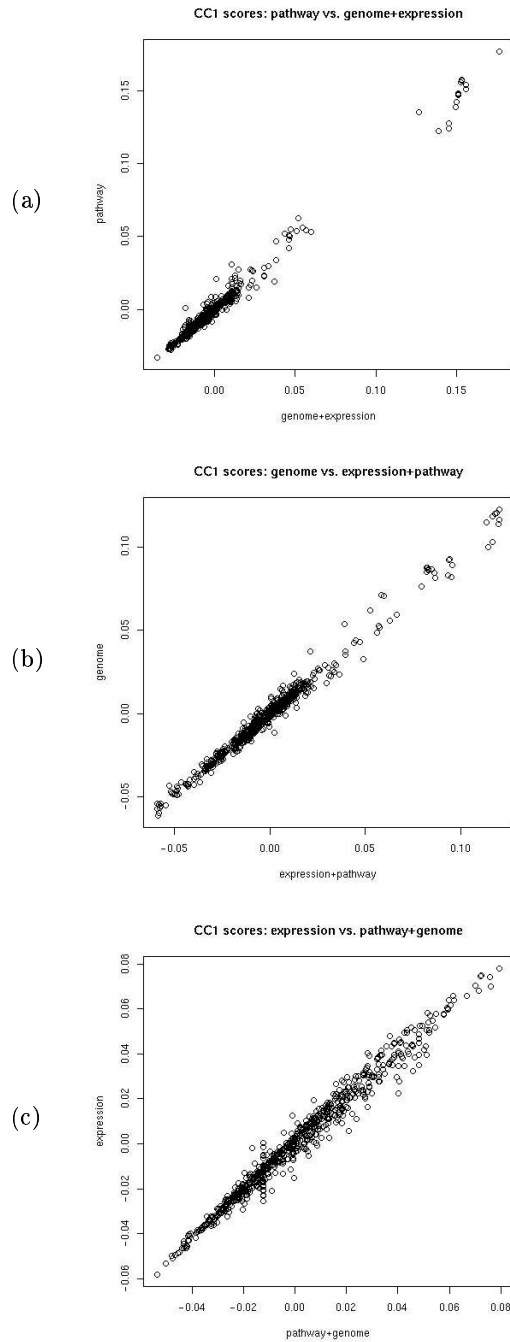 CC1 scores: pathway vs. genome+expression
(a)
pathway
0.15
0.10
0.05
0.00
0.00 0.05 0.10 0.15
genome+expression
CC1 scores: genome vs. expression+pathway
(b)
genome
0.10
0.05
0.00
−0.05
−0.05 0.00 0.05 0.10
expression+pathway
CC1 scores: expression vs. pathway+genome
(c)
expression
0.08
0.06
0.04
0.02
0.00
−0.02
−0.04
−0.06
−0.04 −0.02 0.00 0.02 0.04 0.06 0.08
pathway+genome